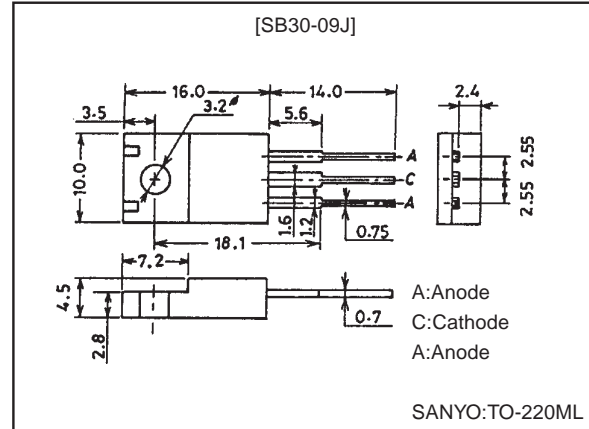 [SB30-09J]
16.0
14.0
3.5
3.2ø
5.6
2.4
10.0
A
C
A
2.55
2.55
1.6
1.2
0.75
18.1
7.2
4.5
2.8
0.7
A:Anode
C:Cathode
A:Anode
SANYO:TO-220ML